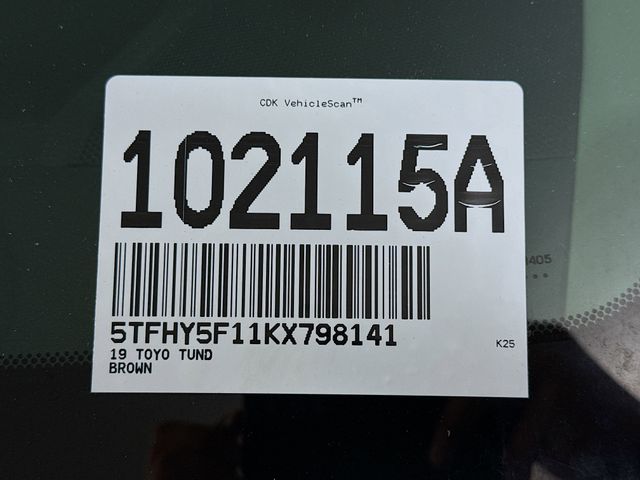 CDK VehicleScan™
102115A
5TFHY5F11KX798141
19 TOYO TUND
BROWN
K25